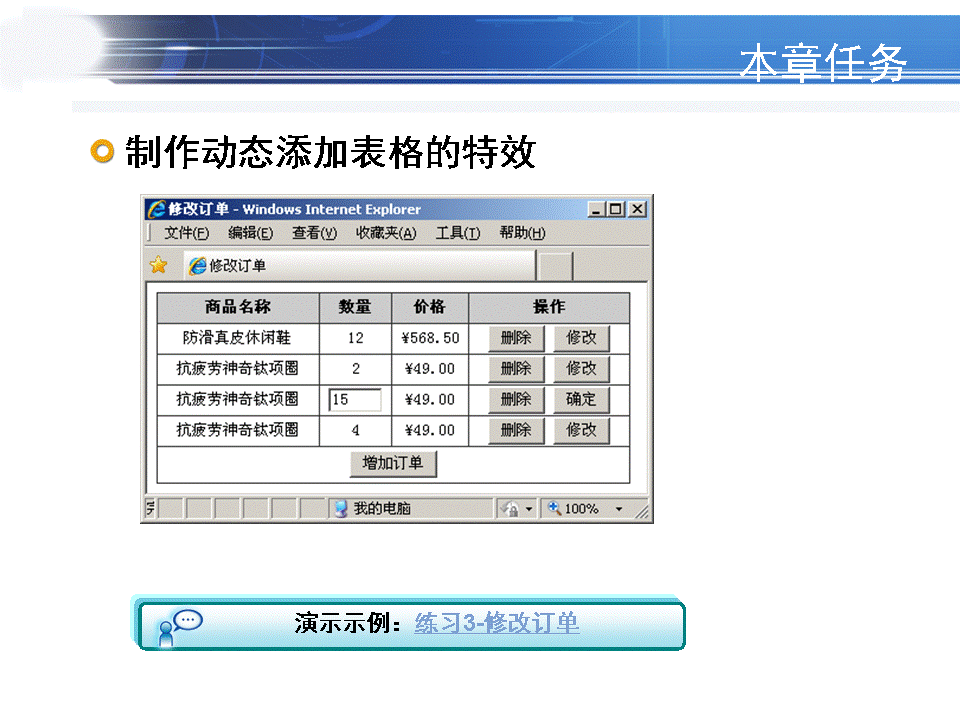 本章任务
制作动态添加表格的特效
修改订单 - Windows Internet Explorer
文件(F) 编辑(E) 查看(V) 收藏夹(A) 工具(T) 帮助(H)
修改订单
商品名称 数量 价格 操作
防滑真皮休闲鞋 12 ¥568.50 删除 修改
抗疲劳神奇钛项圈 2 ¥49.00 删除 修改
抗疲劳神奇钛项圈 15 ¥49.00 删除 确定
抗疲劳神奇钛项圈 4 ¥49.00 删除 修改
增加订单
我的电脑 100%
演示示例：练习3-修改订单